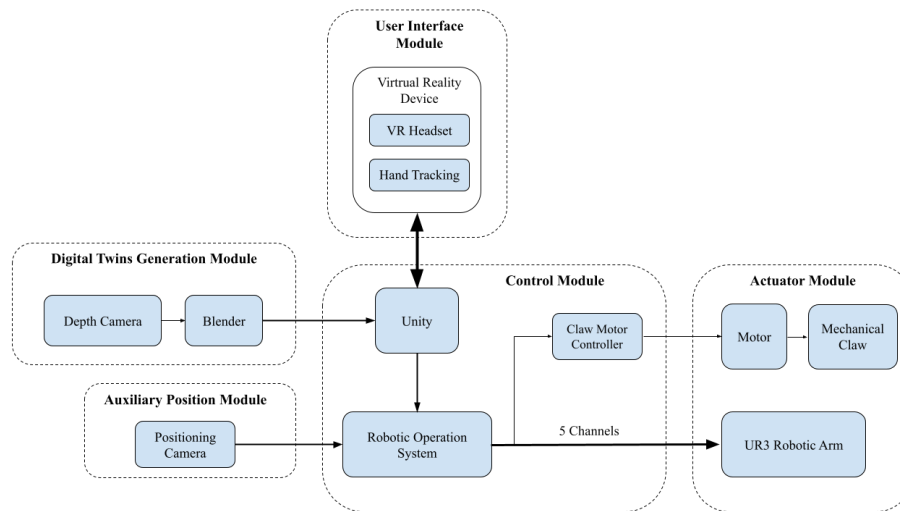 User Interface
Module
Virtrual Reality
Device
VR Headset
Hand Tracking
Digital Twins Generation Module
Depth Camera
Blender
Control Module
Unity
Claw Motor
Controller
Actuator Module
Motor
Mechanical
Claw
Auxiliary Position Module
Positioning
Camera
Robotic Operation
System
5 Channels
UR3 Robotic Arm